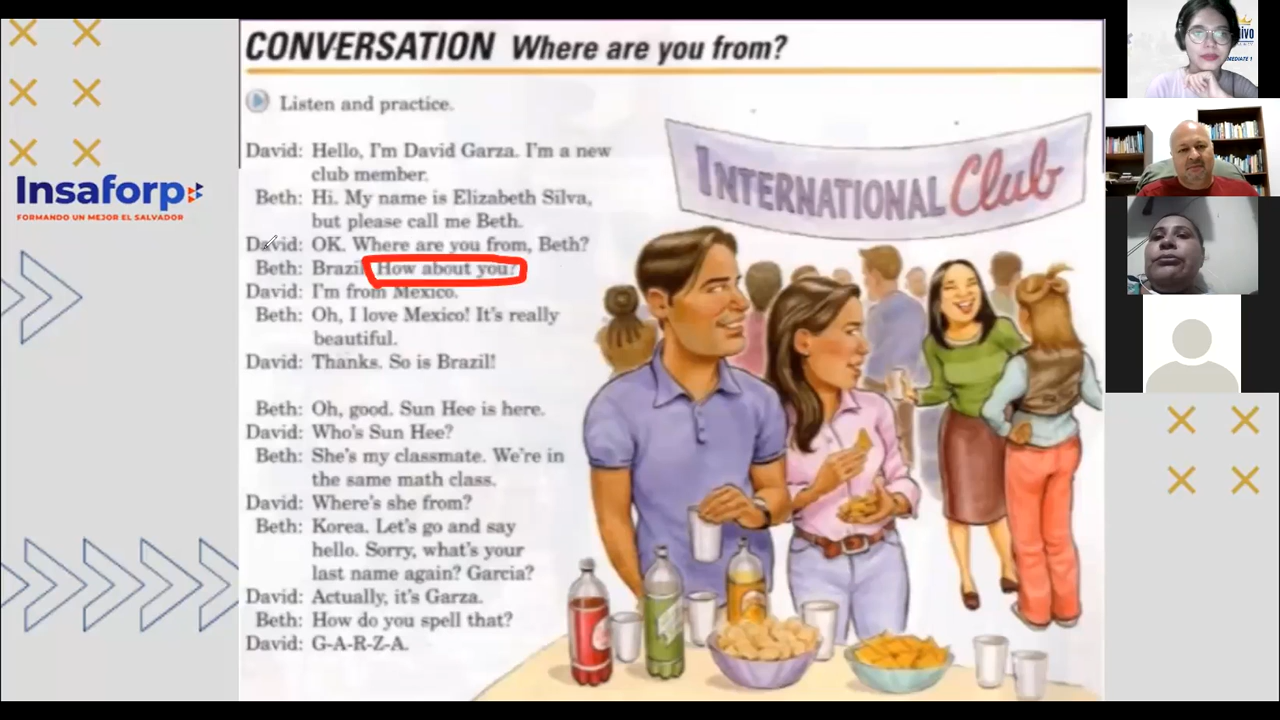 CONVERSATION Where are you from?
Listen and practice.
David: Hello, I'm David Garza. I'm a new
club member.
Beth: Hi. My name is Elizabeth Silva,
but please call me Beth.
David: OK. Where are you from, Beth?
Beth: Brazil. How about you?
David: I'm from Mexico.
Beth: Oh, I love Mexico! It's really
beautiful.
David: Thanks. So is Brazil!
Beth: Oh, good. Sun Hee is here.
David: Who's Sun Hee?
Beth: She's my classmate. We're in
the same math class.
David: Where's she from?
Beth: Korea. Let's go and say
hello. Sorry, what's your
last name again? Garcia?
David: Actually, it's Garza.
Beth: How do you spell that?
David: G-A-R-Z-A.
INTERNATIONAL Club
Insaforp
FORMANDO UN MEJOR EL SALVADOR